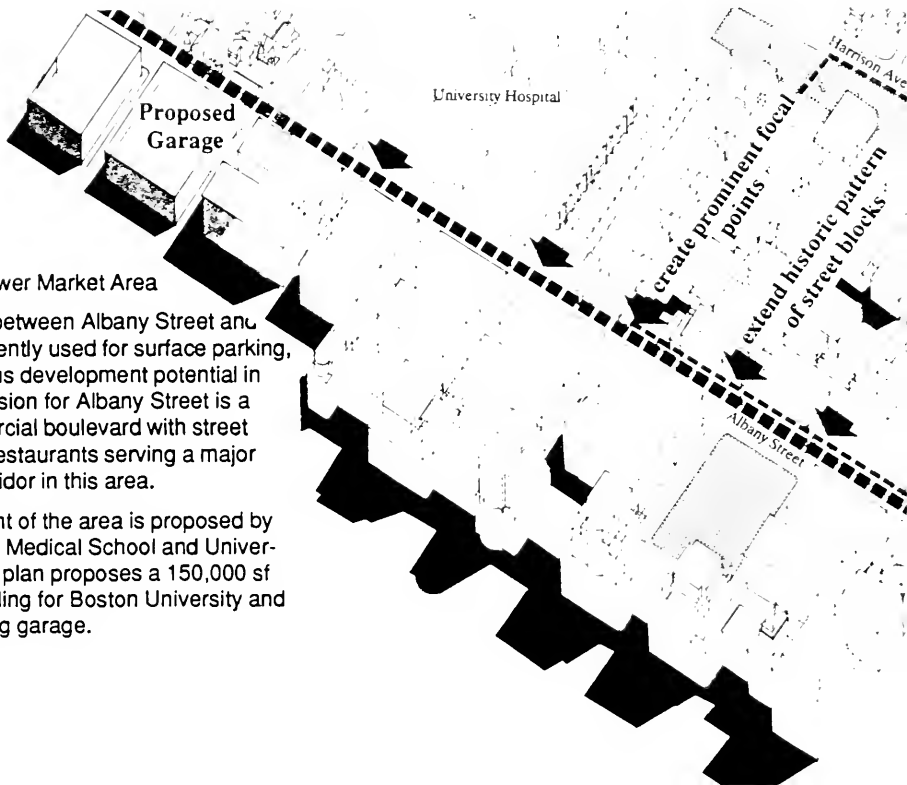 Proposed
Garage
University Hospital
Harrison Ave
create prominent focal
points
extend historic pattern
of street blocks
Albany Street
wer Market Area
between Albany Street and
ently used for surface parking,
s development potential in
sion for Albany Street is a
rcial boulevard with street
estaurants serving a major
idor in this area.
nt of the area is proposed by
Medical School and Univer-
plan proposes a 150,000 sf
ling for Boston University and
g garage.